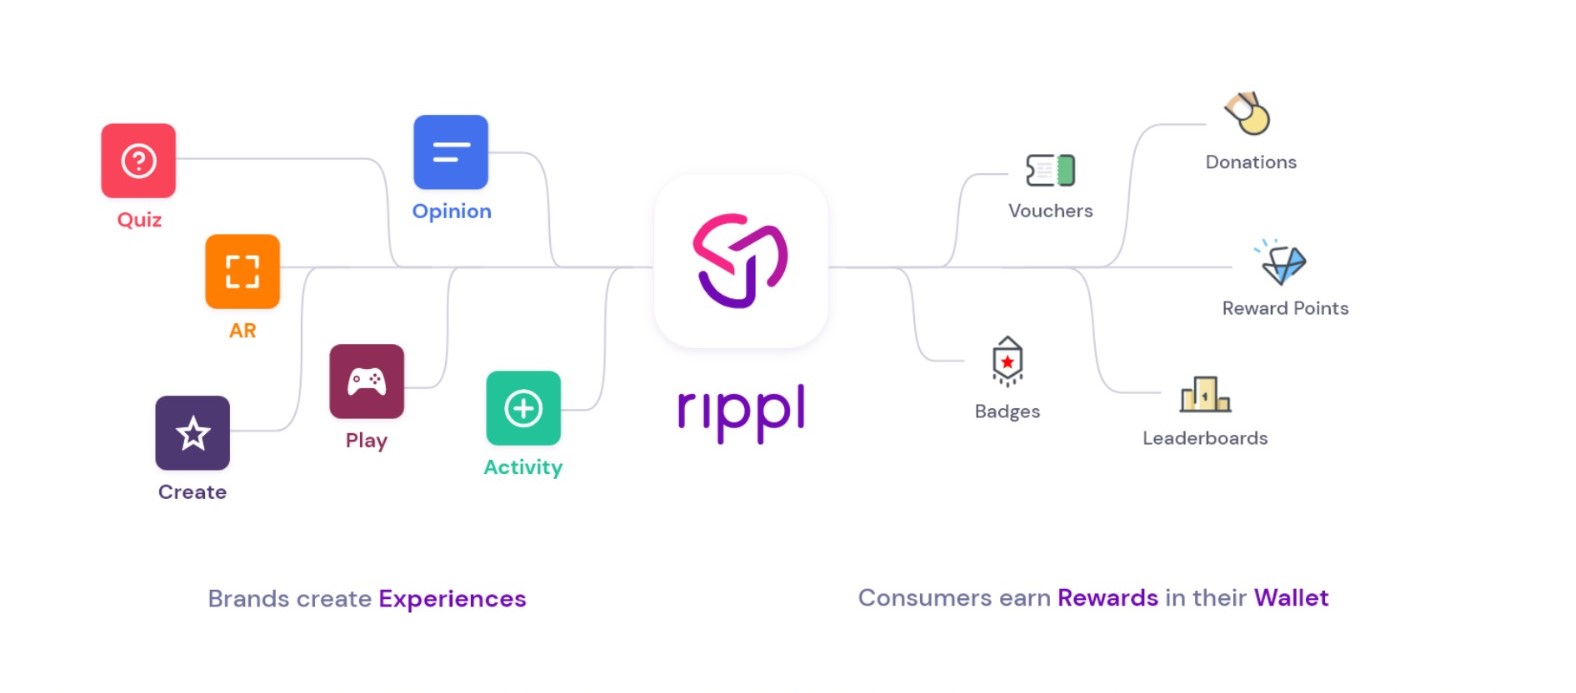 Quiz
Opinion
AR
Play
Create
Activity
rippl
Vouchers
Donations
Reward Points
Badges
1
Leaderboards
Brands create Experiences
Consumers earn Rewards in their Wallet